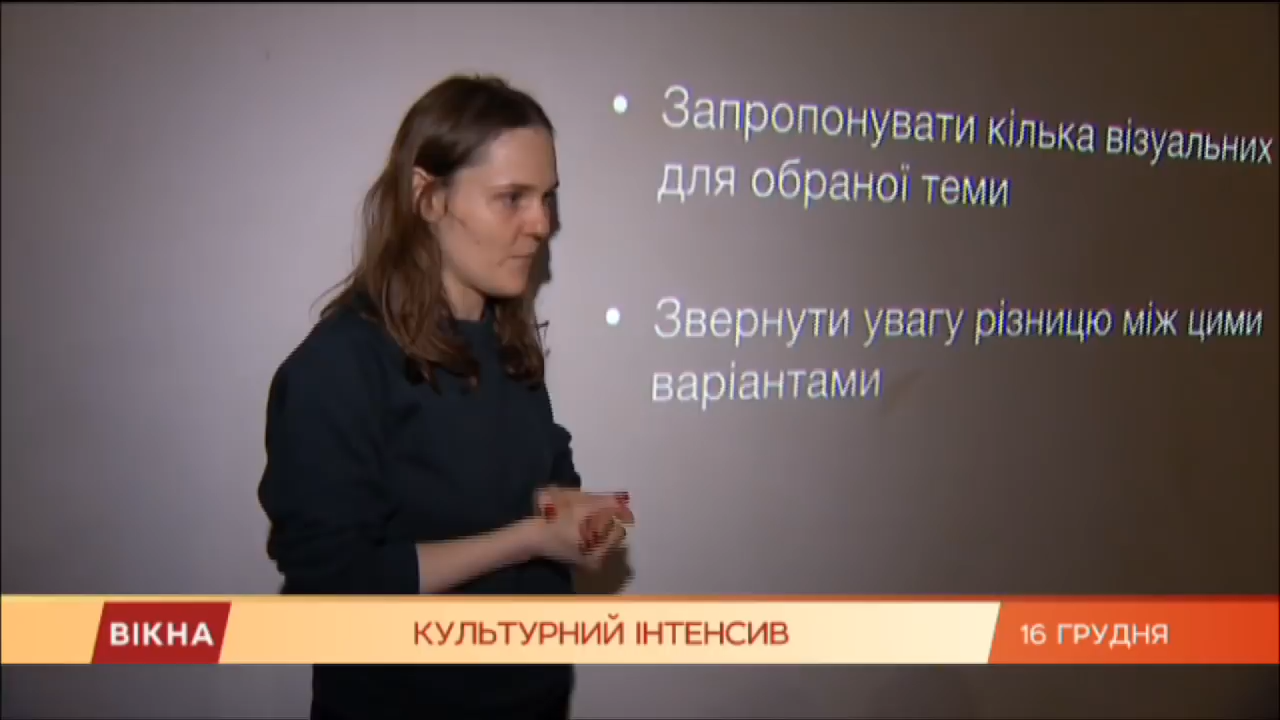 • Запропонувати кілька візуальних
для обраної теми
• Звернути увагу різницю між цими
варіантами
ВІКНА
КУЛЬТУРНИЙ ІНТЕНСИВ
16 ГРУДНЯ